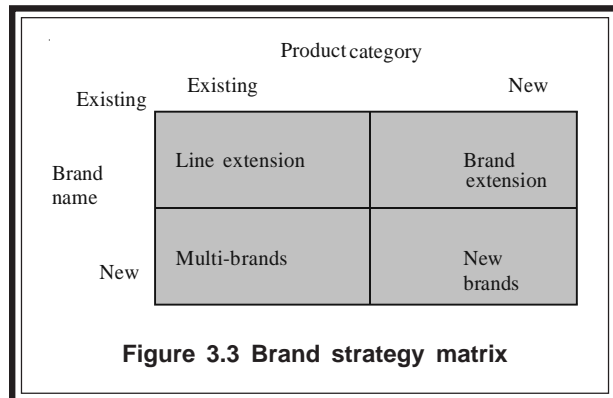 Product category
Existing New
Existing
Line extension Brand
extension
Brand
name
Multi-brands New
brands
New
Figure 3.3 Brand strategy matrix